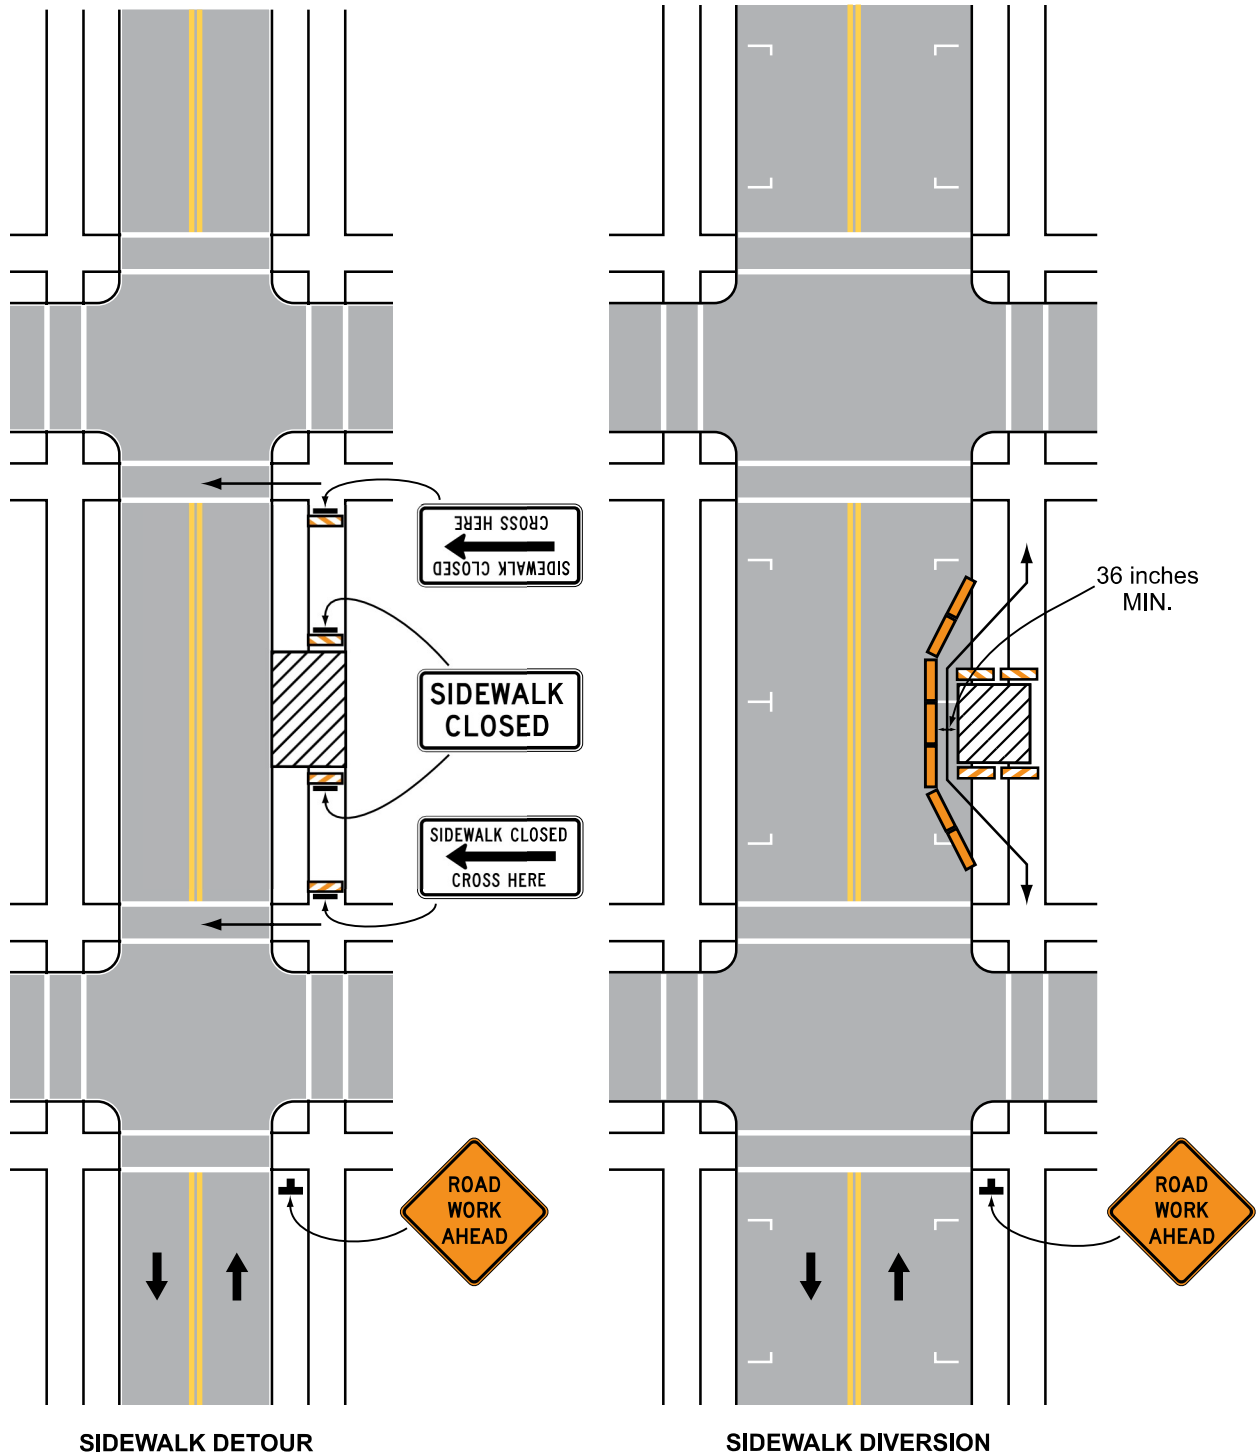 CROSS HERE
SIDEWALK CLOSED
36 inches
MIN.
SIDEWALK
CLOSED
SIDEWALK CLOSED
CROSS HERE
ROAD
WORK
AHEAD
ROAD
WORK
AHEAD
SIDEWALK DETOUR
SIDEWALK DIVERSION